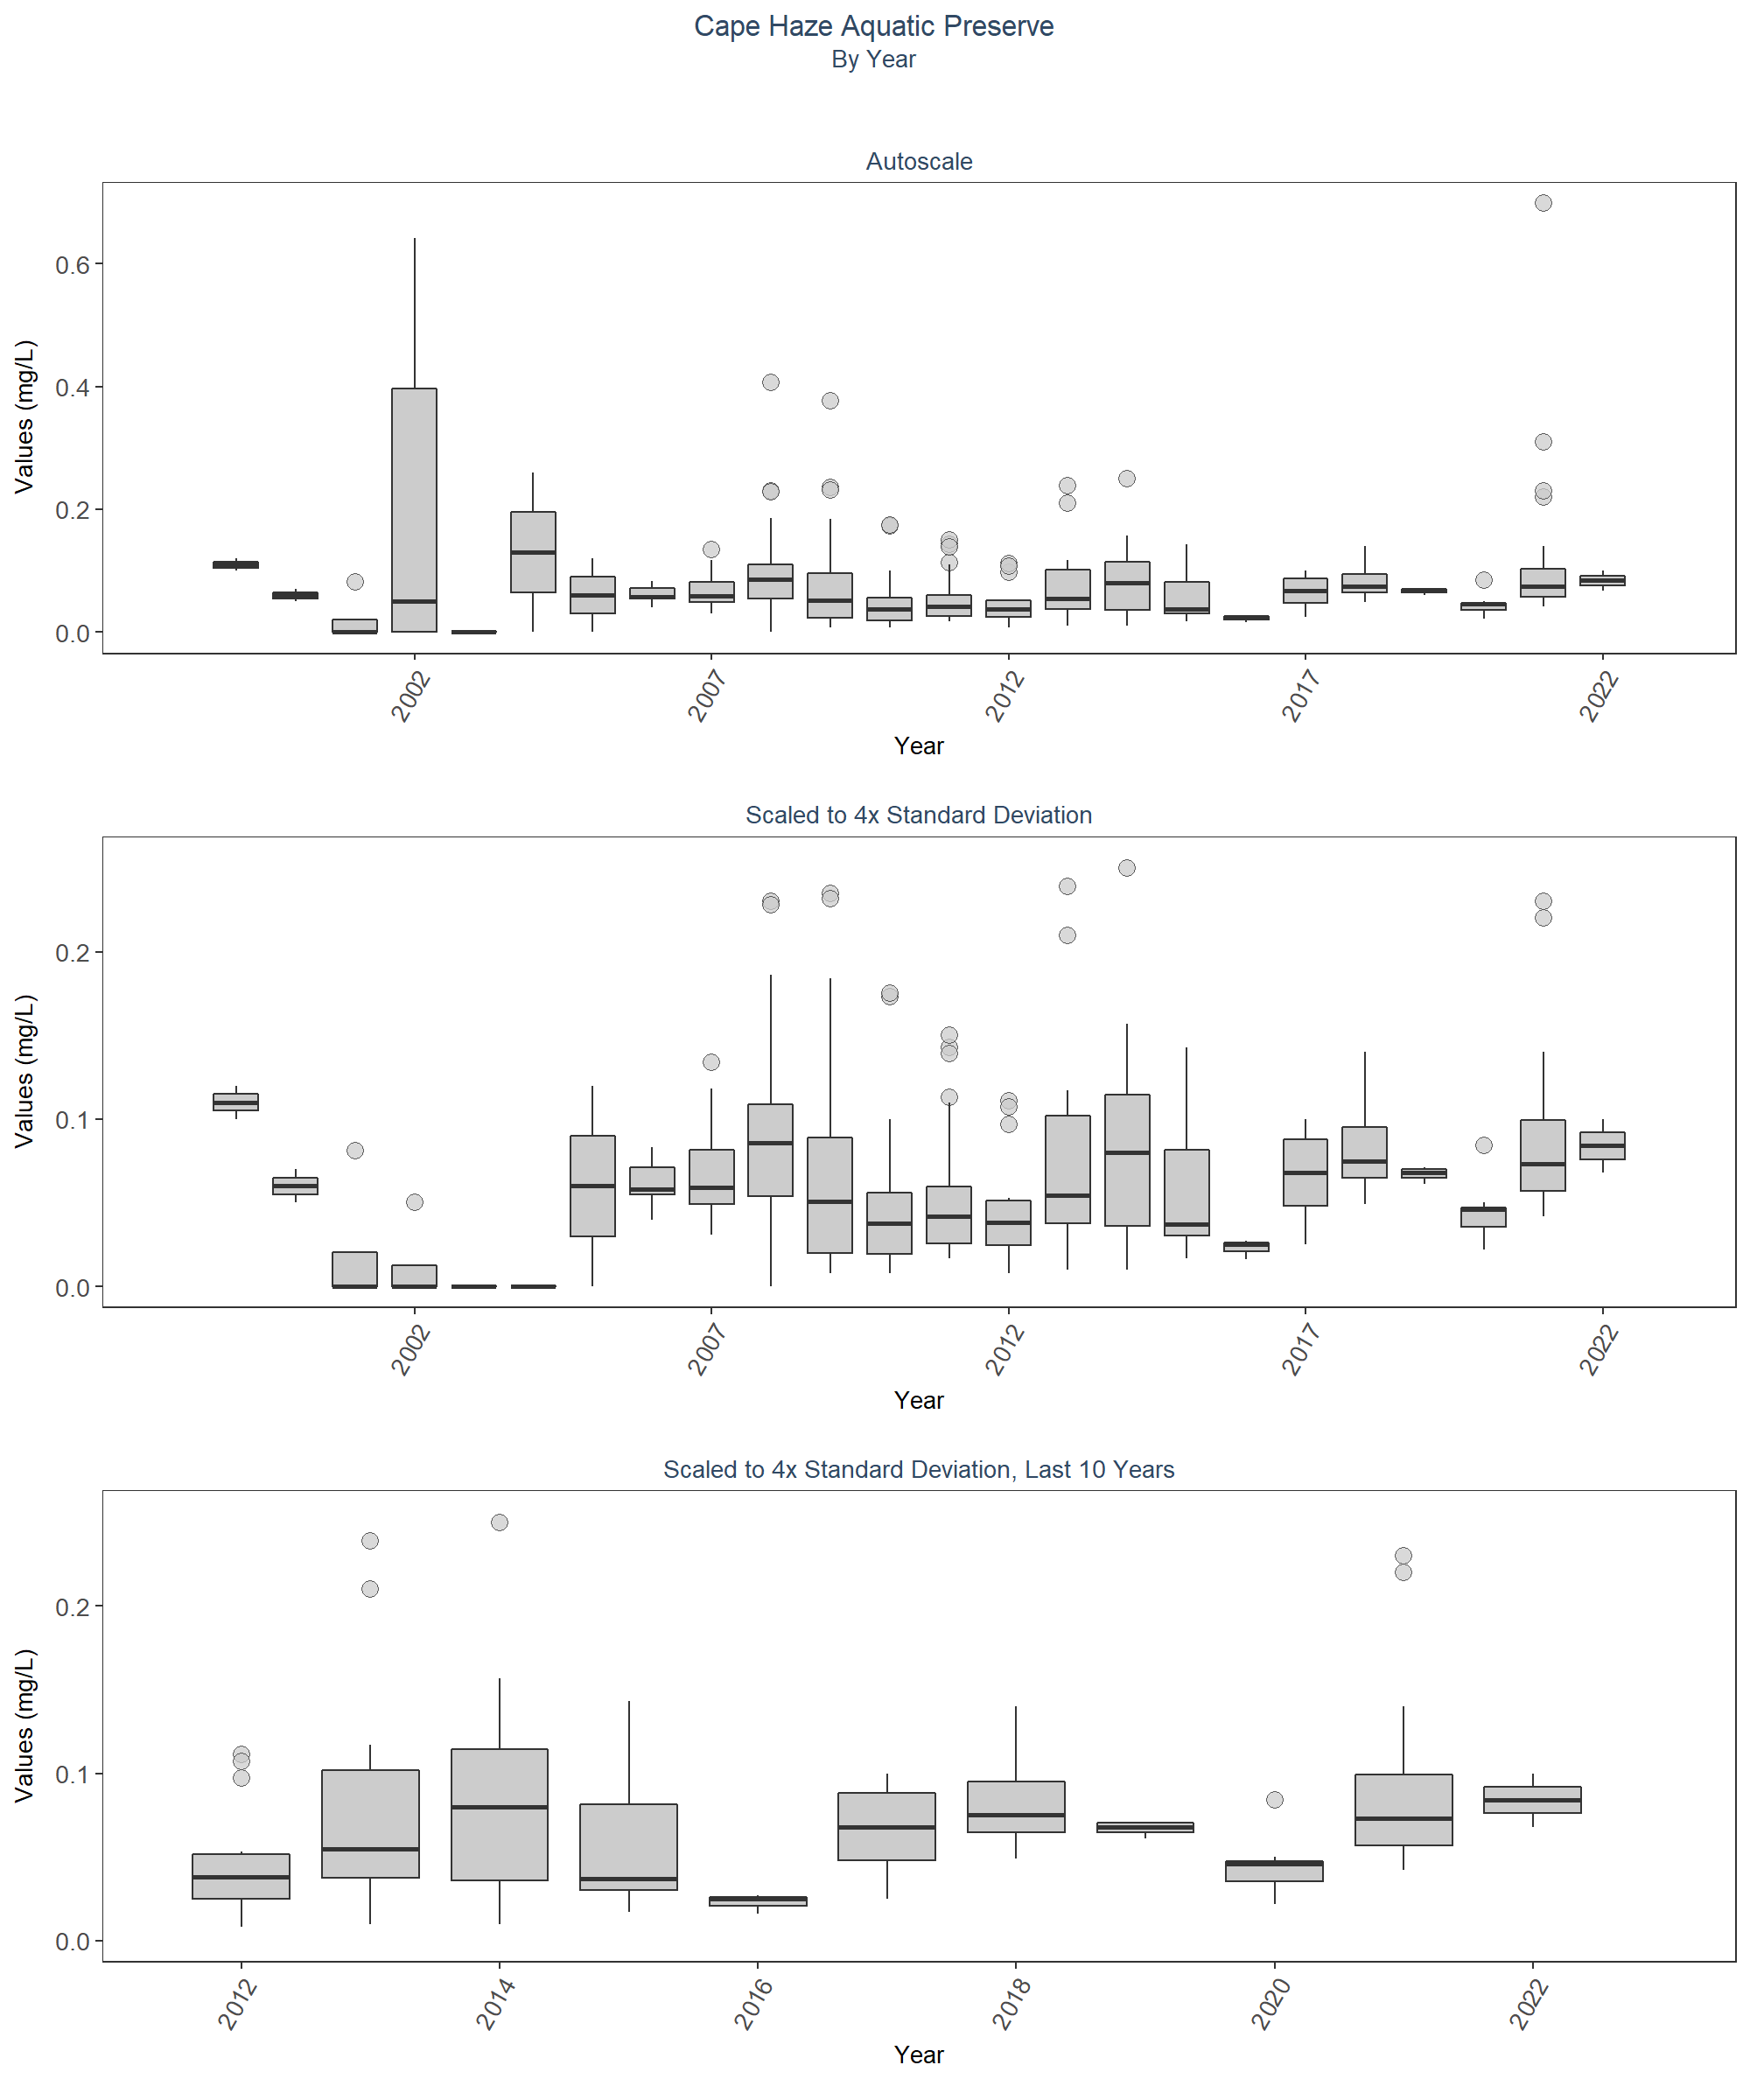 Cape Haze Aquatic Preserve
By Year
Autoscale
Values (mg/L)
0.6
0.4
0.2
0.0
2002
2007
2012
2017
2022
Year
Scaled to 4x Standard Deviation
Values (mg/L)
0.2
0.1
0.0
2002
2007
2012
2017
2022
Year
Scaled to 4x Standard Deviation, Last 10 Years
Values (mg/L)
0.2
0.1
0.0
2012
2014
2016
2018
2020
2022
Year